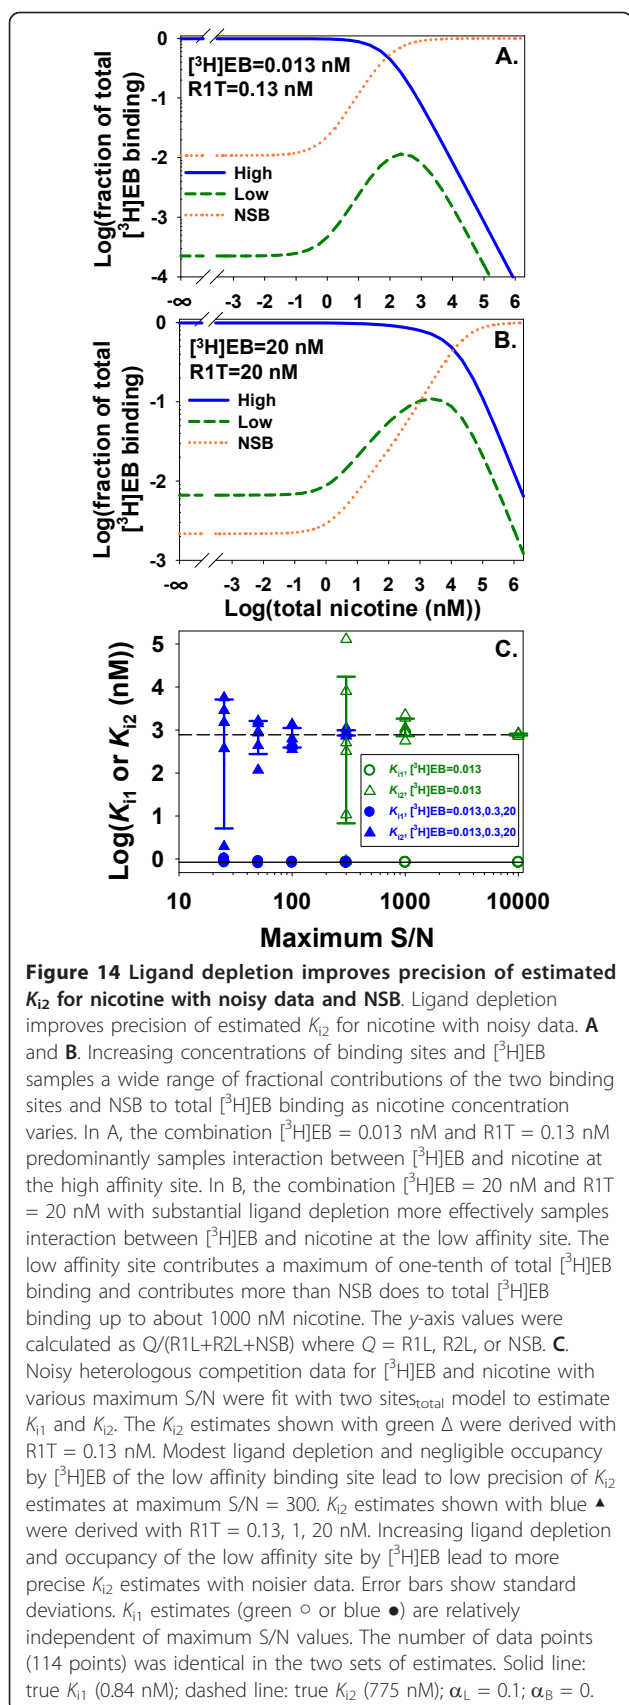 A.
[³H]EB=0.013 nM
R1T=0.13 nM
High
Low
NSB
Log(fraction of total
[³H]EB binding)
0
-1
-2
-3
-4
-∞ -3 -2 -1 0 1 2 3 4 5 6
B.
[³H]EB=20 nM
R1T=20 nM
High
Low
NSB
Log(fraction of total
[³H]EB binding)
0
-1
-2
-3
-∞ -3 -2 -1 0 1 2 3 4 5 6
Log(total nicotine (nM))
C.
Log(Ki1 or Ki2 (nM))
5
4
3
2
1
0
Ki1, [³H]EB=0.013
Ki2, [³H]EB=0.013
Ki1, [³H]EB=0.013,0.3,20
Ki2, [³H]EB=0.013,0.3,20
10 100 1000 10000
Maximum S/N
Figure 14 Ligand depletion improves precision of estimated
Ki2 for nicotine with noisy data and NSB. Ligand depletion
improves precision of estimated Ki2 for nicotine with noisy data. A
and B. Increasing concentrations of binding sites and [³H]EB
samples a wide range of fractional contributions of the two binding
sites and NSB to total [³H]EB binding as nicotine concentration
varies. In A, the combination [³H]EB = 0.013 nM and R1T = 0.13 nM
predominantly samples interaction between [³H]EB and nicotine at
the high affinity site. In B, the combination [³H]EB = 20 nM and R1T
= 20 nM with substantial ligand depletion more effectively samples
interaction between [³H]EB and nicotine at the low affinity site. The
low affinity site contributes a maximum of one-tenth of total [³H]EB
binding and contributes more than NSB does to total [³H]EB
binding up to about 1000 nM nicotine. The y-axis values were
calculated as Q/(R1L+R2L+NSB) where Q = R1L, R2L, or NSB. C.
Noisy heterologous competition data for [³H]EB and nicotine with
various maximum S/N were fit with two sitestotal model to estimate
Ki1 and Ki2. The Ki2 estimates shown with green Δ were derived with
R1T = 0.13 nM. Modest ligand depletion and negligible occupancy
by [³H]EB of the low affinity binding site lead to low precision of Ki2
estimates at maximum S/N = 300. Ki2 estimates shown with blue ▲
were derived with R1T = 0.13, 1, 20 nM. Increasing ligand depletion
and occupancy of the low affinity site by [³H]EB lead to more
precise Ki2 estimates with noisier data. Error bars show standard
deviations. Ki1 estimates (green ○ or blue ●) are relatively
independent of maximum S/N values. The number of data points
(114 points) was identical in the two sets of estimates. Solid line:
true Ki1 (0.84 nM); dashed line: true Ki2 (775 nM); αL = 0.1; αB = 0.